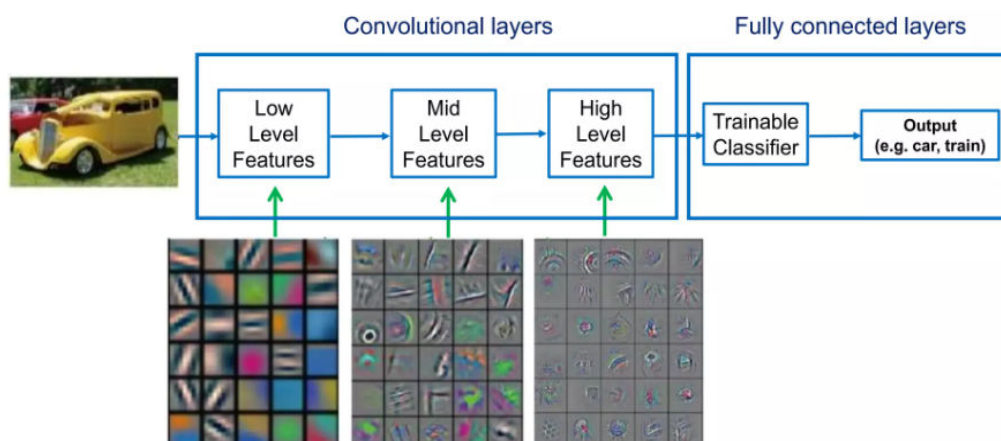 Convolutional layers
Fully connected layers
Low
Level
Features
Mid
Level
Features
High
Level
Features
Trainable
Classifier
Output
(e.g. car, train)